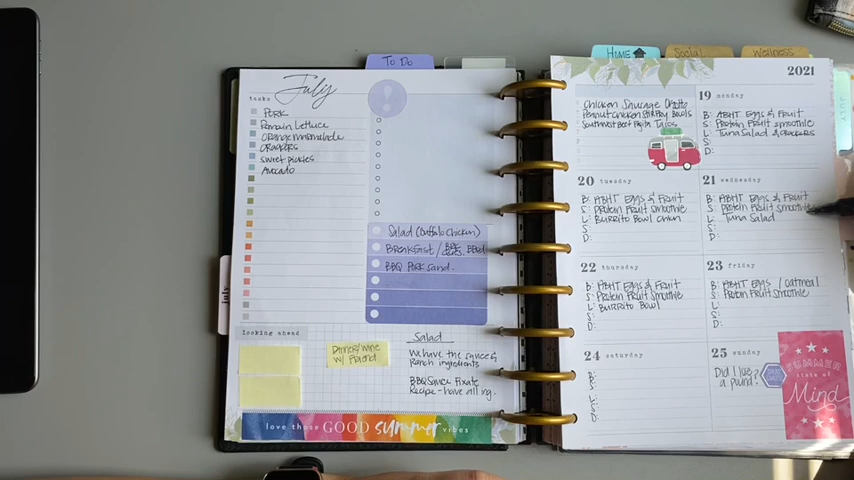 To Do
July
tasks
Pork
Romain Lettuce
Orange marmalade
crackers
sweet pickles
Avocado
!
Salad (Buffalo Chicken)
Breakfast /
BBQ Pork Sand.
July
looking ahead
Dinner/wine
w/ Friend
Salad
We have the sauce &
Ranch ingredients
BBQ Sauce Fixate
Recipe - have all ing.
love those GOOD summer vibes
HOME
Social
Wellness
2021
Chicken Sausage
Peanut Chicken Stir Fry Bowls
Southwest Beef Fajita Tacos
19 monday
B: ABHT Eggs & Fruit
S: Protein Fruit Smoothie
L: Tuna Salad & crackers
S:
D:
20 tuesday
B: ABHT Eggs & Fruit
S: Protein Fruit Smoothie
L: Burrito Bowl
S:
D:
21 wednesday
B: ABHT Eggs & Fruit
S: Protein Fruit Smoothie
L: Tuna Salad
S:
D:
22 thursday
B: ABHT Eggs & Fruit
S: Protein Fruit Smoothie
L: Burrito Bowl
S:
D:
23 friday
B: ABHT Eggs / oatmeal
S: Protein Fruit Smoothie
L:
S:
D:
24 saturday
B:
S:
L:
S:
D:
25 sunday
Did I lose
a pound?
SUMMER
state of
Mind